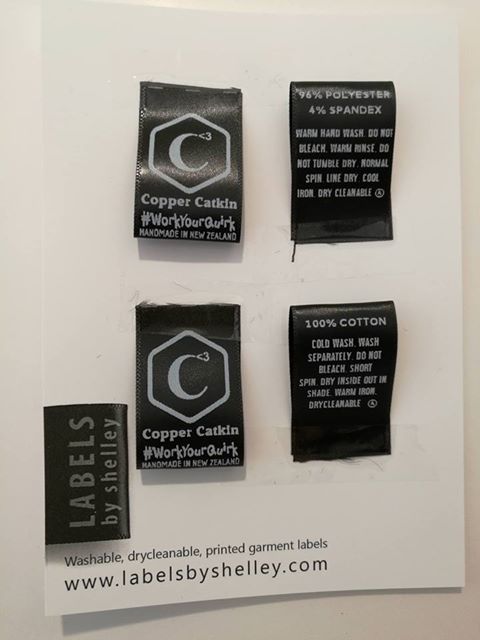 C<3
Copper Catkin
#WorkYourQuirk
HANDMADE IN NEW ZEALAND
96% POLYESTER
4% SPANDEX
WARM HAND WASH. DO NOT
BLEACH. WARM RINSE. DO
NOT TUMBLE DRY. NORMAL
SPIN. LINE DRY. COOL
IRON. DRY CLEANABLE Ⓐ
C<3
Copper Catkin
#WorkYourQuirk
HANDMADE IN NEW ZEALAND
100% COTTON
COLD WASH. WASH
SEPARATELY. DO NOT
BLEACH. SHORT
SPIN. DRY INSIDE OUT IN
SHADE. WARM IRON.
DRYCLEANABLE Ⓐ
LABELS
by shelley
Washable, drycleanable, printed garment labels
www.labelsbyshelley.com